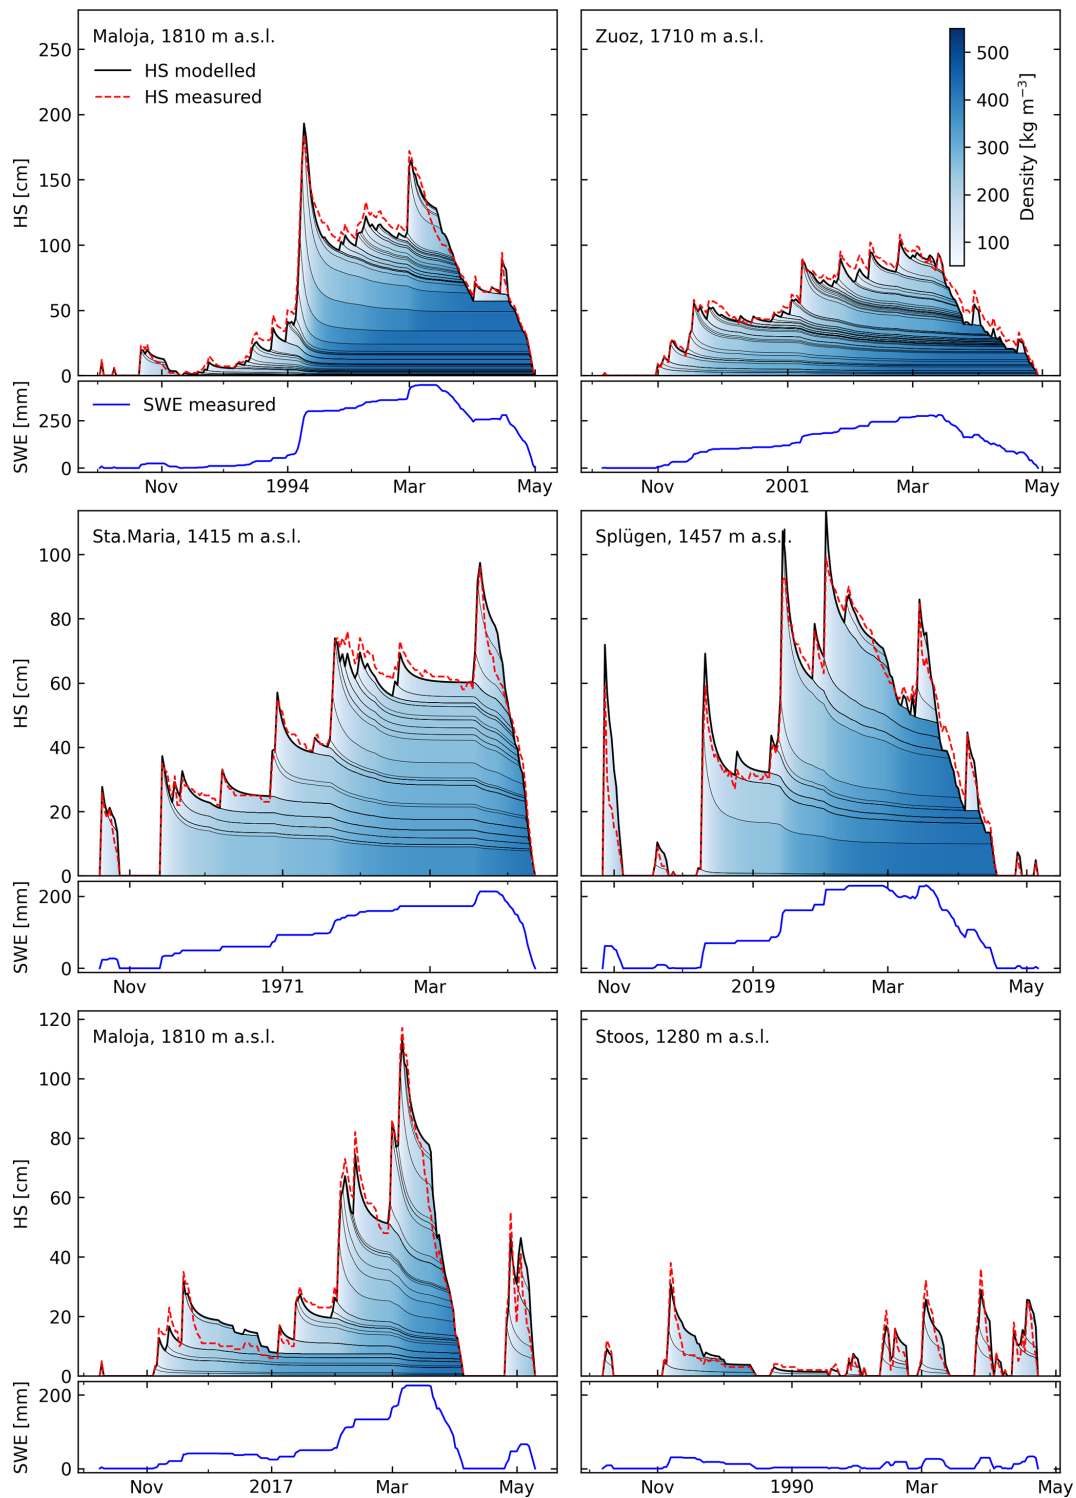 Maloja, 1810 m a.s.l.
HS modelled
HS measured
250
200
150
100
50
0
HS [cm]
Zuoz, 1710 m a.s.l.
500
400
300
200
100
Density [kg m⁻³]
SWE measured
250
0
SWE [mm]
Nov 1994 Mar May
Nov 2001 Mar May
Sta.Maria, 1415 m a.s.l.
100
80
60
40
20
0
HS [cm]
Splügen, 1457 m a.s.l.
200
0
SWE [mm]
Nov 1971 Mar
Nov 2019 Mar May
Maloja, 1810 m a.s.l.
120
100
80
60
40
20
0
HS [cm]
Stoos, 1280 m a.s.l.
200
0
SWE [mm]
Nov 2017 Mar May
Nov 1990 Mar May